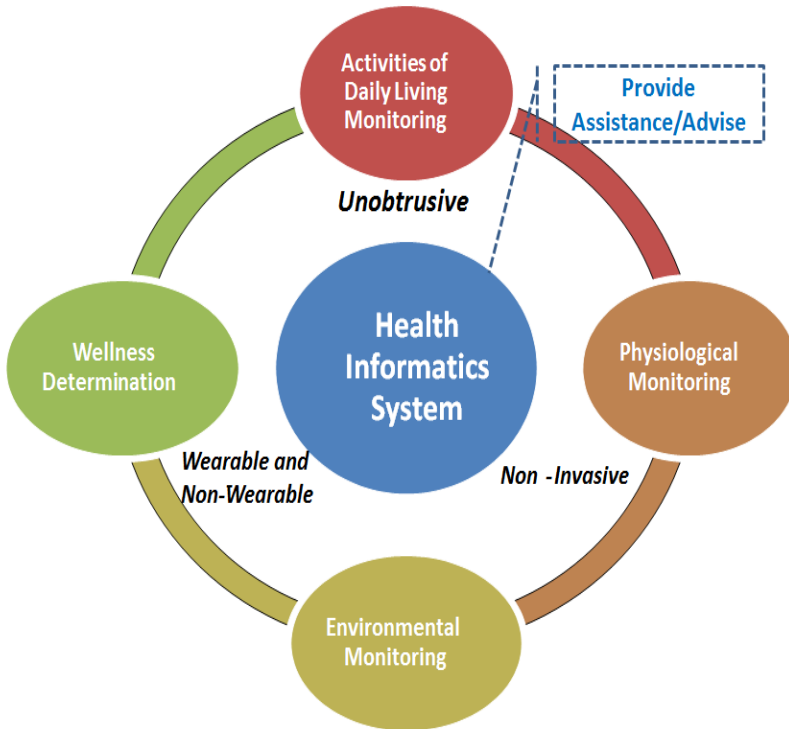 Activities of
Daily Living
Monitoring
Provide
Assistance/Advise
Unobtrusive
Health
Informatics
System
Wellness
Determination
Physiological
Monitoring
Wearable and
Non-Wearable
Non -Invasive
Environmental
Monitoring